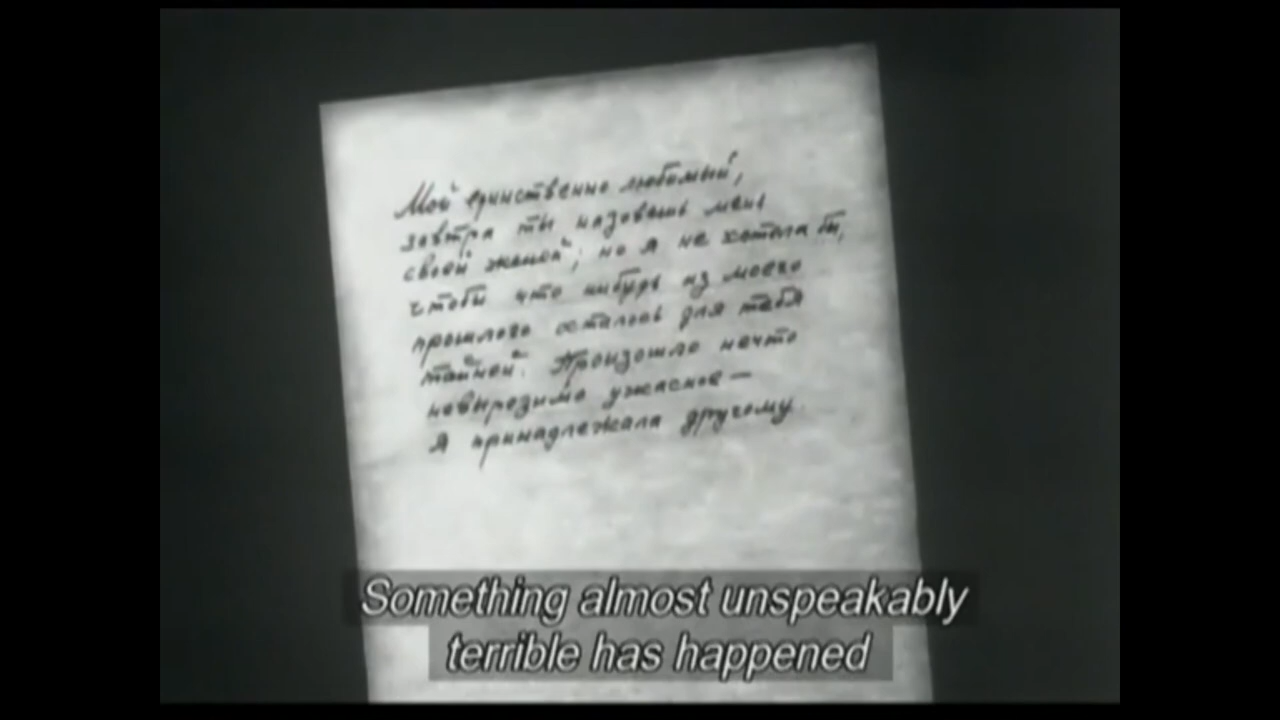 Мой единственно любимый,
завтра ты назовешь меня
своей женой; но я не хотела бы,
чтобы что нибудь из моего
прошлого осталось для тебя
тайной. Произошло нечто
невыразимо ужасное —
я принадлежала другому.
Something almost unspeakably
terrible has happened